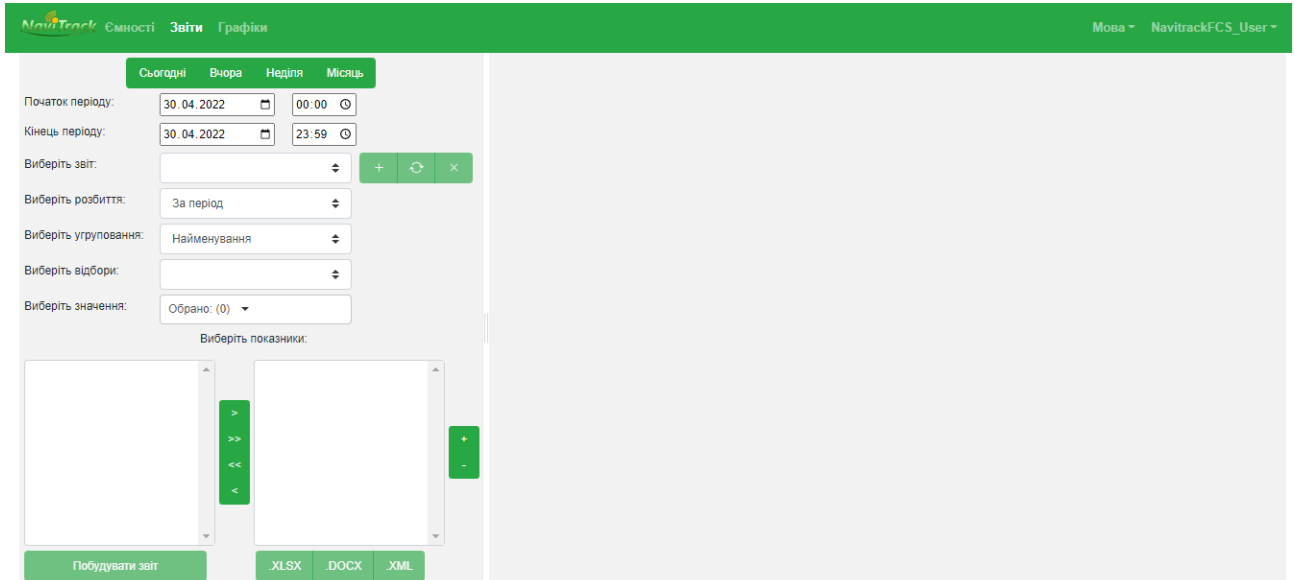 NaviTrack Ємності Звіти Графіки Мова NavitrackFCS_User
Сьогодні Вчора Неділя Місяць
Початок періоду: 30.04.2022 00:00
Кінець періоду: 30.04.2022 23:59
Виберіть звіт: + ×
Виберіть розбиття: За період
Виберіть угруповання: Найменування
Виберіть відбори:
Виберіть значення: Обрано: (0)
Виберіть показники:
>
>> +
<< -
<
Побудувати звіт .XLSX .DOCX .XML